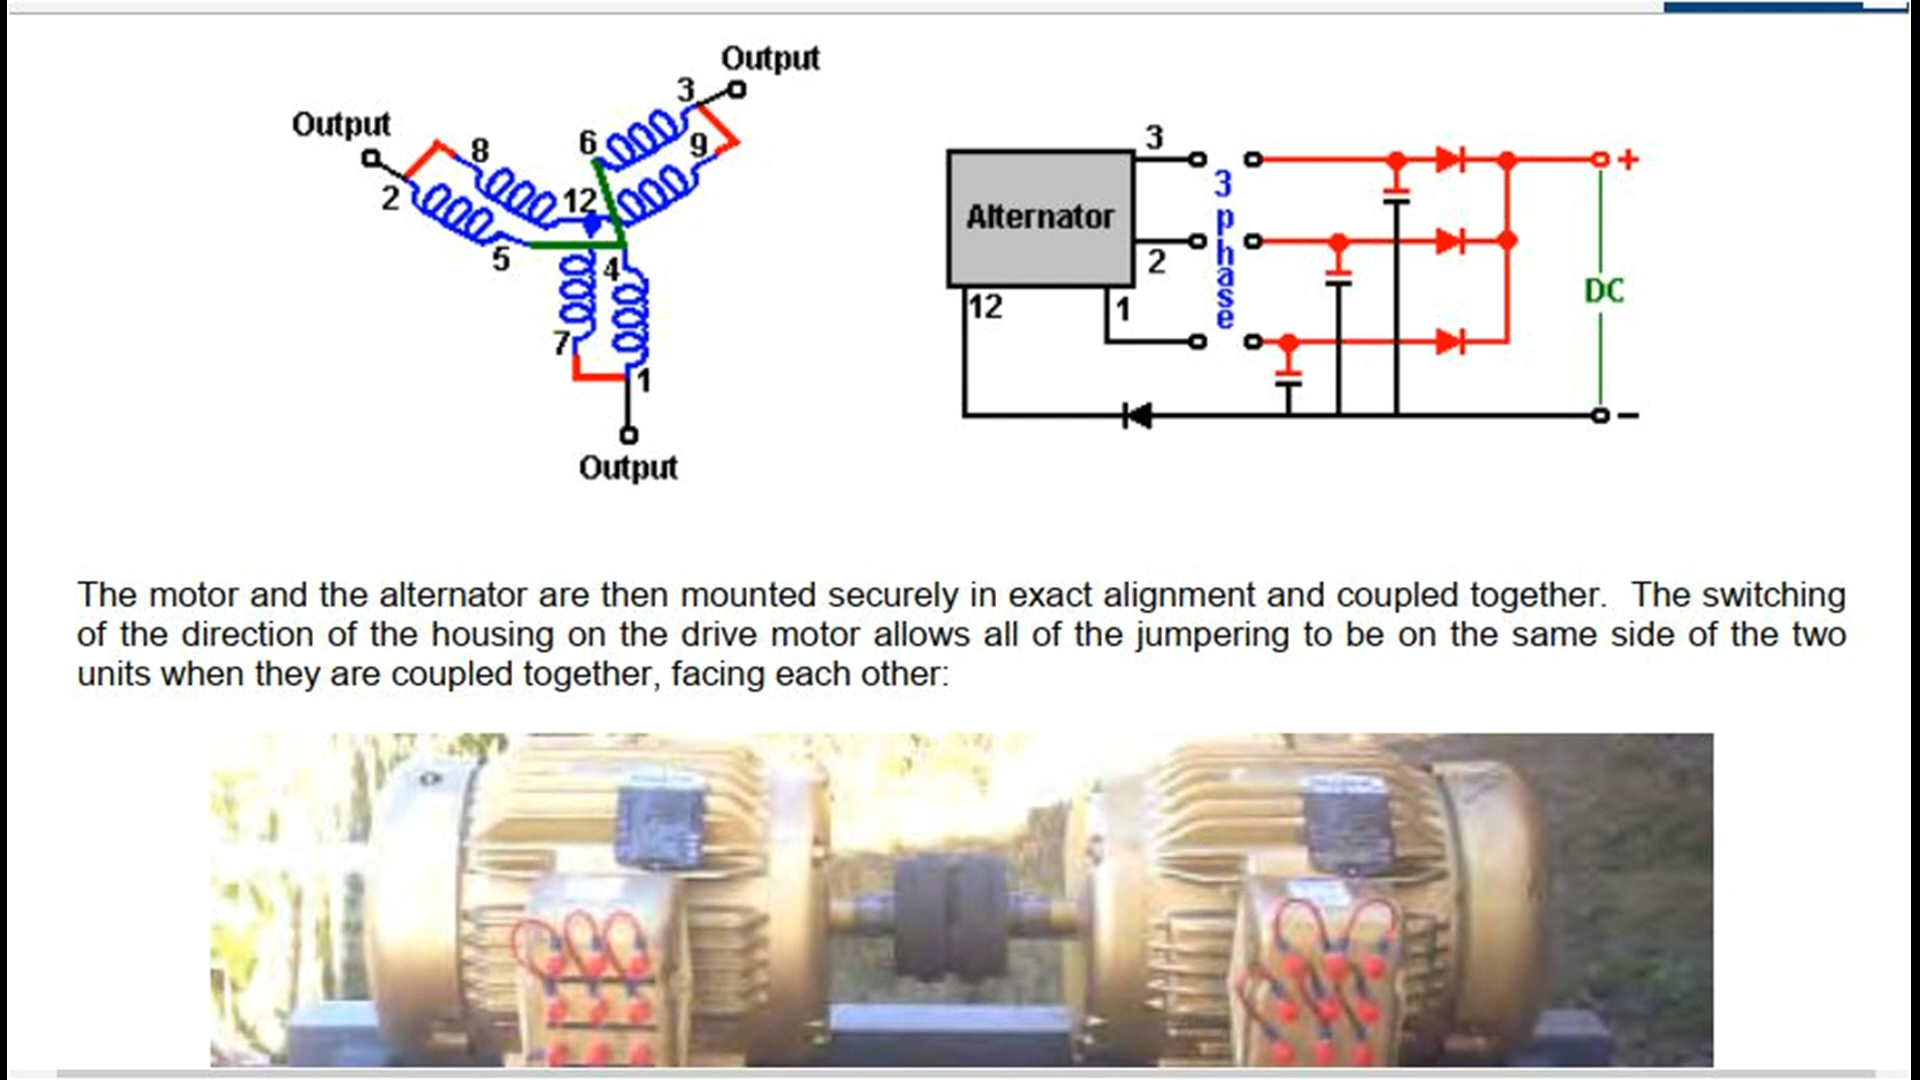 Output
3
Output
8
6
9
2
12
5
4
7
1
Output
Alternator
3
2
12
1
3 phase
+
DC
−
The motor and the alternator are then mounted securely in exact alignment and coupled together.  The switching
of the direction of the housing on the drive motor allows all of the jumpering to be on the same side of the two
units when they are coupled together, facing each other: